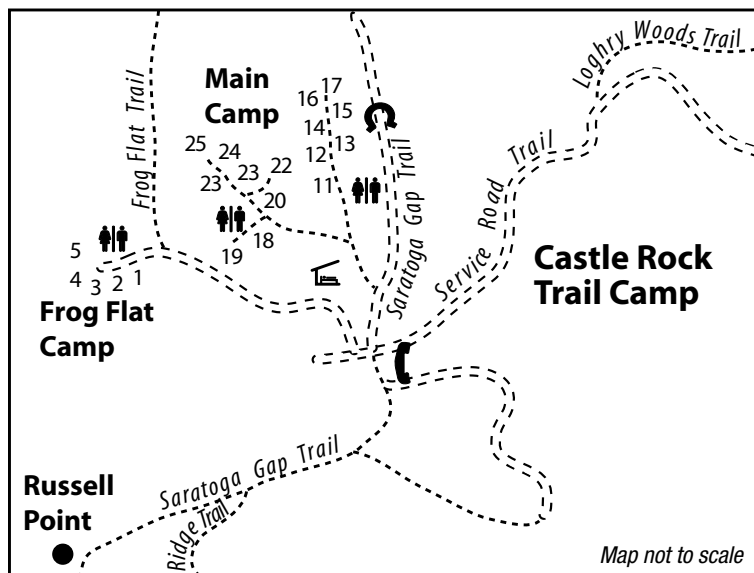 Loghry Woods Trail
Frog Flat Trail
Main
Camp
17
16
15
14
13
12
11
25
24
23
22
23
20
18
19
Saratoga Gap Trail
Service Road Trail
Castle Rock
Trail Camp
5
4
3
2
1
Frog Flat
Camp
Saratoga Gap Trail
Ridge Trail
Russell
Point
Map not to scale